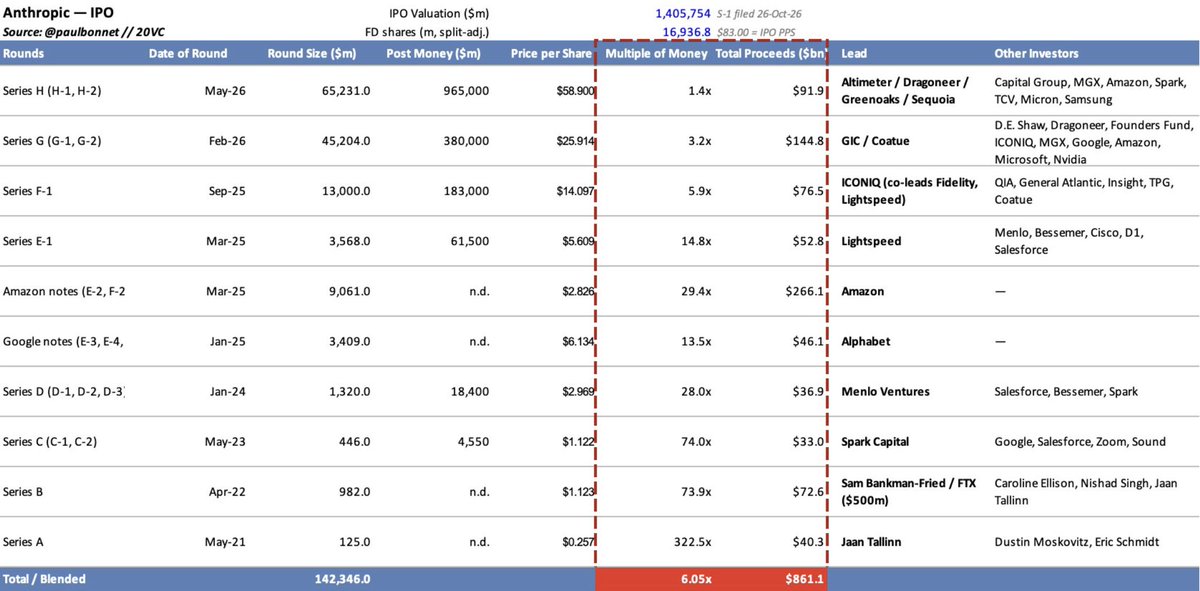 Anthropic — IPO IPO Valuation ($m) 1,405,754 S-1 filed 26-Oct-26
Source: @paulbonnet // 20VC FD shares (m, split-adj.) 16,936.8 $83.00 = IPO PPS
Rounds Date of Round Round Size ($m) Post Money ($m) Price per Share Multiple of Money Total Proceeds ($bn) Lead Other Investors
Series H (H-1, H-2) May-26 65,231.0 965,000 $58.900 1.4x $91.9 Altimeter / Dragoneer / Greenoaks / Sequoia Capital Group, MGX, Amazon, Spark, TCV, Micron, Samsung
Series G (G-1, G-2) Feb-26 45,204.0 380,000 $25.914 3.2x $144.8 GIC / Coatue D.E. Shaw, Dragoneer, Founders Fund, ICONIQ, MGX, Google, Amazon, Microsoft, Nvidia
Series F-1 Sep-25 13,000.0 183,000 $14.097 5.9x $76.5 ICONIQ (co-leads Fidelity, Lightspeed) QIA, General Atlantic, Insight, TPG, Coatue
Series E-1 Mar-25 3,568.0 61,500 $5.609 14.8x $52.8 Lightspeed Menlo, Bessemer, Cisco, D1, Salesforce
Amazon notes (E-2, F-2 Mar-25 9,061.0 n.d. $2.826 29.4x $266.1 Amazon —
Google notes (E-3, E-4, Jan-25 3,409.0 n.d. $6.134 13.5x $46.1 Alphabet —
Series D (D-1, D-2, D-3) Jan-24 1,320.0 18,400 $2.969 28.0x $36.9 Menlo Ventures Salesforce, Bessemer, Spark
Series C (C-1, C-2) May-23 446.0 4,550 $1.122 74.0x $33.0 Spark Capital Google, Salesforce, Zoom, Sound
Series B Apr-22 982.0 n.d. $1.123 73.9x $72.6 Sam Bankman-Fried / FTX ($500m) Caroline Ellison, Nishad Singh, Jaan Tallinn
Series A May-21 125.0 n.d. $0.257 322.5x $40.3 Jaan Tallinn Dustin Moskovitz, Eric Schmidt
Total / Blended 142,346.0 6.05x $861.1